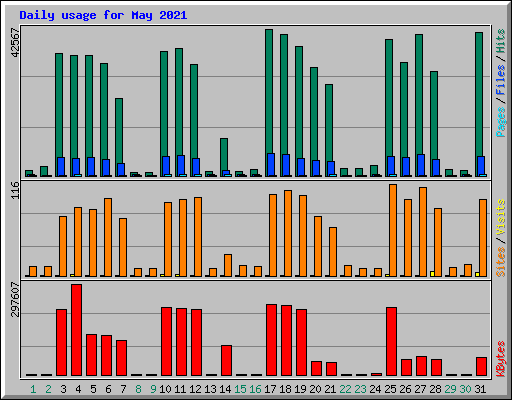 Daily usage for May 2021
42567
Pages / Files / Hits
116
Sites / Visits
297607
KBytes
1 2 3 4 5 6 7 8 9 10 11 12 13 14 15 16 17 18 19 20 21 22 23 24 25 26 27 28 29 30 31